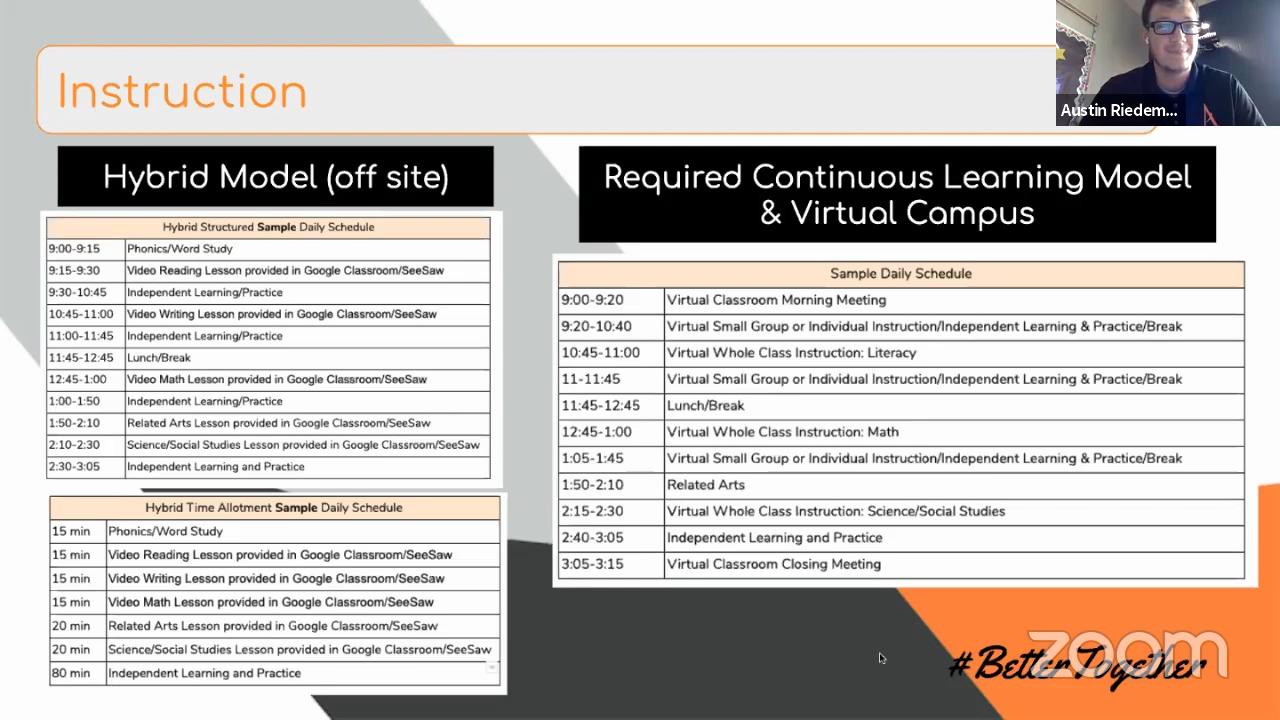 Instruction
Austin Riedem...
Hybrid Model (off site)
Hybrid Structured Sample Daily Schedule
9:00-9:15 Phonics/Word Study
9:15-9:30 Video Reading Lesson provided in Google Classroom/SeeSaw
9:30-10:45 Independent Learning/Practice
10:45-11:00 Video Writing Lesson provided in Google Classroom/SeeSaw
11:00-11:45 Independent Learning/Practice
11:45-12:45 Lunch/Break
12:45-1:00 Video Math Lesson provided in Google Classroom/SeeSaw
1:00-1:50 Independent Learning/Practice
1:50-2:10 Related Arts Lesson provided in Google Classroom/SeeSaw
2:10-2:30 Science/Social Studies Lesson provided in Google Classroom/SeeSaw
2:30-3:05 Independent Learning and Practice
Hybrid Time Allotment Sample Daily Schedule
15 min Phonics/Word Study
15 min Video Reading Lesson provided in Google Classroom/SeeSaw
15 min Video Writing Lesson provided in Google Classroom/SeeSaw
15 min Video Math Lesson provided in Google Classroom/SeeSaw
20 min Related Arts Lesson provided in Google Classroom/SeeSaw
20 min Science/Social Studies Lesson provided in Google Classroom/SeeSaw
80 min Independent Learning and Practice
Required Continuous Learning Model
& Virtual Campus
Sample Daily Schedule
9:00-9:20 Virtual Classroom Morning Meeting
9:20-10:40 Virtual Small Group or Individual Instruction/Independent Learning & Practice/Break
10:45-11:00 Virtual Whole Class Instruction: Literacy
11-11:45 Virtual Small Group or Individual Instruction/Independent Learning & Practice/Break
11:45-12:45 Lunch/Break
12:45-1:00 Virtual Whole Class Instruction: Math
1:05-1:45 Virtual Small Group or Individual Instruction/Independent Learning & Practice/Break
1:50-2:10 Related Arts
2:15-2:30 Virtual Whole Class Instruction: Science/Social Studies
2:40-3:05 Independent Learning and Practice
3:05-3:15 Virtual Classroom Closing Meeting
#BetterTogether
zoom